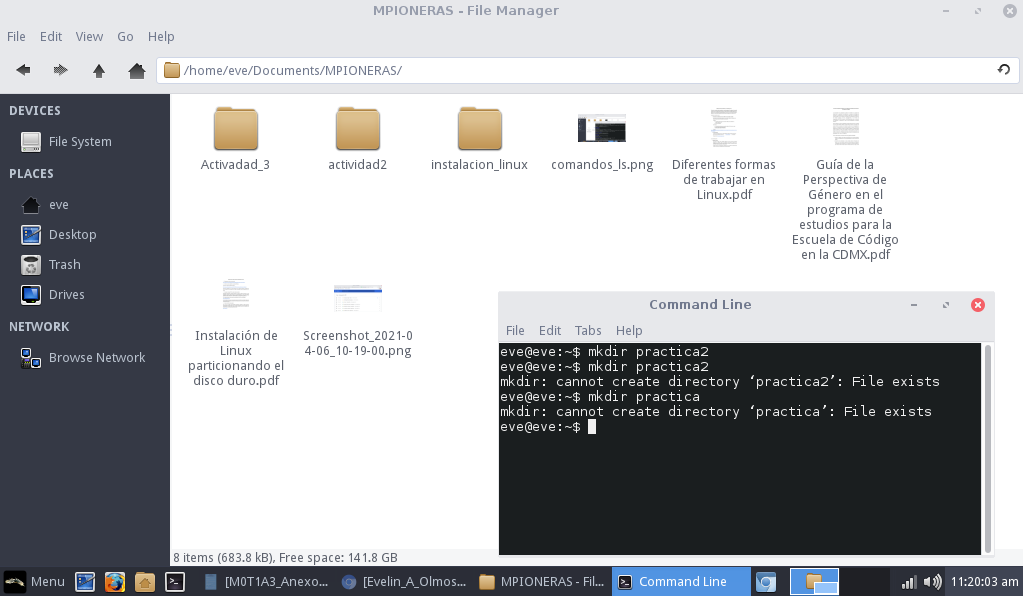 MPIONERAS - File Manager
File Edit View Go Help
/home/eve/Documents/MPIONERAS/
DEVICES
File System
PLACES
eve
Desktop
Trash
Drives
NETWORK
Browse Network
Activadad_3
actividad2
instalacion_linux
comandos_ls.png
Diferentes formas
de trabajar en
Linux.pdf
Guía de la
Perspectiva de
Género en el
programa de
estudios para la
Escuela de Código
en la CDMX.pdf
Instalación de
Linux
particionando el
disco duro.pdf
Screenshot_2021-0
4-06_10-19-00.png
Command Line
File Edit Tabs Help
eve@eve:~$ mkdir practica2
eve@eve:~$ mkdir practica2
mkdir: cannot create directory ‘practica2’: File exists
eve@eve:~$ mkdir practica
mkdir: cannot create directory ‘practica’: File exists
eve@eve:~$
8 items (683.8 kB), Free space: 141.8 GB
Menu [M0T1A3_Anexo... [Evelin_A_Olmos... MPIONERAS - Fil... Command Line 11:20:03 am